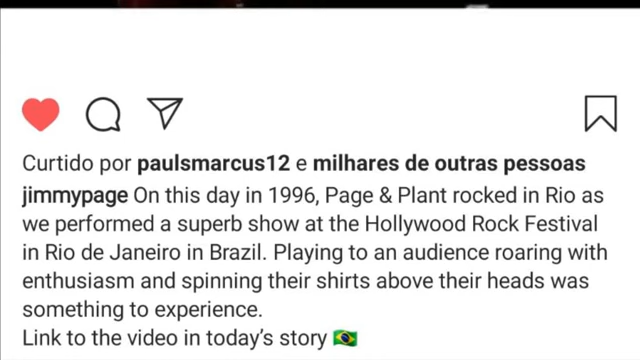 Curtido por paulsmarcus12 e milhares de outras pessoas
jimmypage On this day in 1996, Page & Plant rocked in Rio as
we performed a superb show at the Hollywood Rock Festival
in Rio de Janeiro in Brazil. Playing to an audience roaring with
enthusiasm and spinning their shirts above their heads was
something to experience.
Link to the video in today’s story 🇧🇷